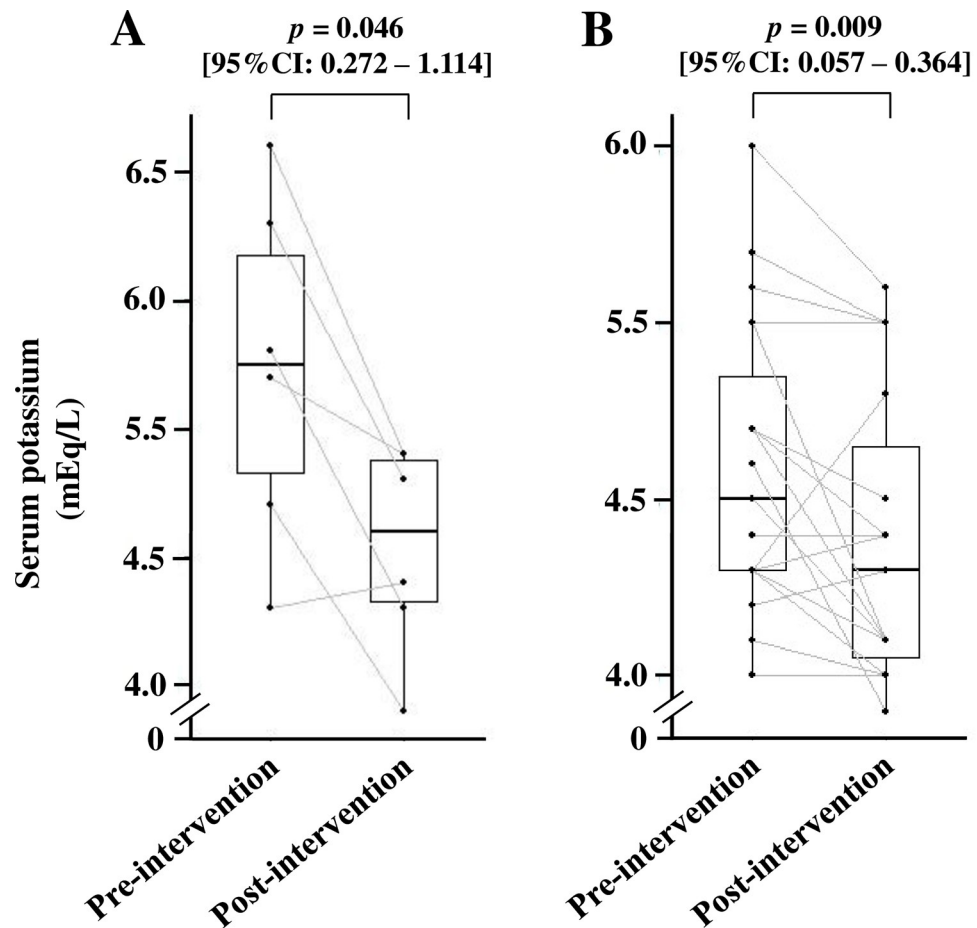 A
p = 0.046
[95%CI: 0.272 – 1.114]
6.5
6.0
5.5
4.5
4.0
0
Serum potassium
(mEq/L)
Pre-intervention
Post-intervention
B
p = 0.009
[95%CI: 0.057 – 0.364]
6.0
5.5
4.5
4.0
0
Pre-intervention
Post-intervention